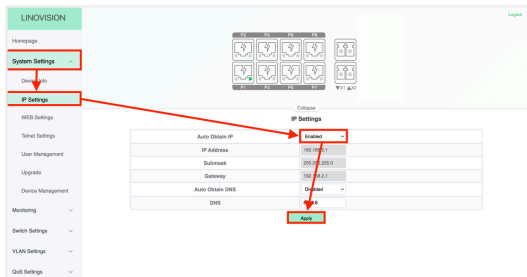 LINOVISION
Logout
Homepage
System Settings
Device Info
IP Settings
WEB Settings
Telnet Settings
User Management
Upgrade
Device Management
Monitoring
Switch Settings
VLAN Settings
QoS Settings
P2 P4 P6 P8
P1 P3 P5 P7 ▼X1 ▲X2
Collapse
IP Settings
Auto Obtain IP Enabled
IP Address 192.168.2.1
Submask 255.255.255.0
Gateway 192.168.2.1
Auto Obtain DNS Disabled
DNS
Apply